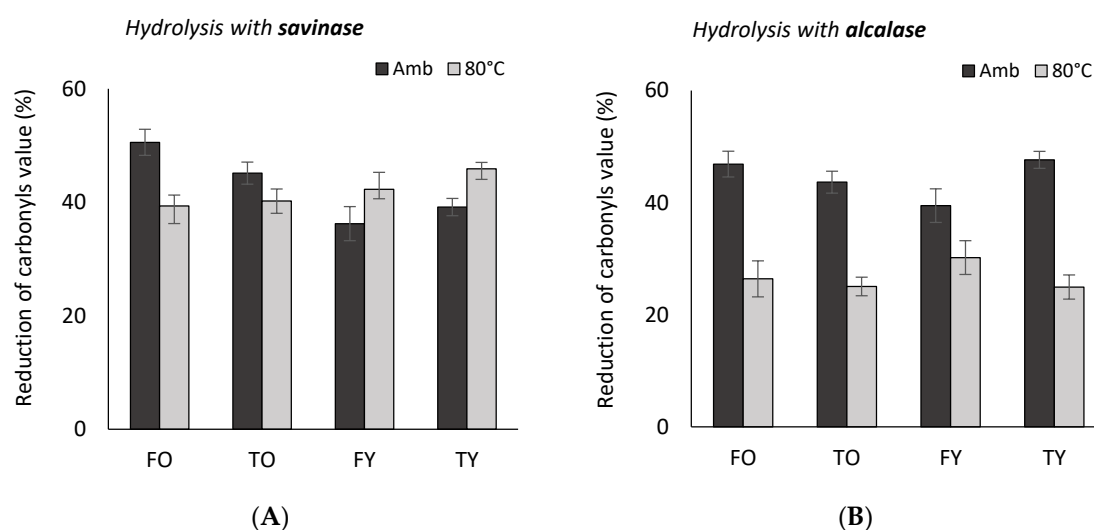 Hydrolysis with savinase
Amb 80°C
Reduction of carbonyls value (%)
60
40
20
0
FO TO FY TY
(A)
Hydrolysis with alcalase
Amb 80°C
Reduction of carbonyls value (%)
60
40
20
0
FO TO FY TY
(B)